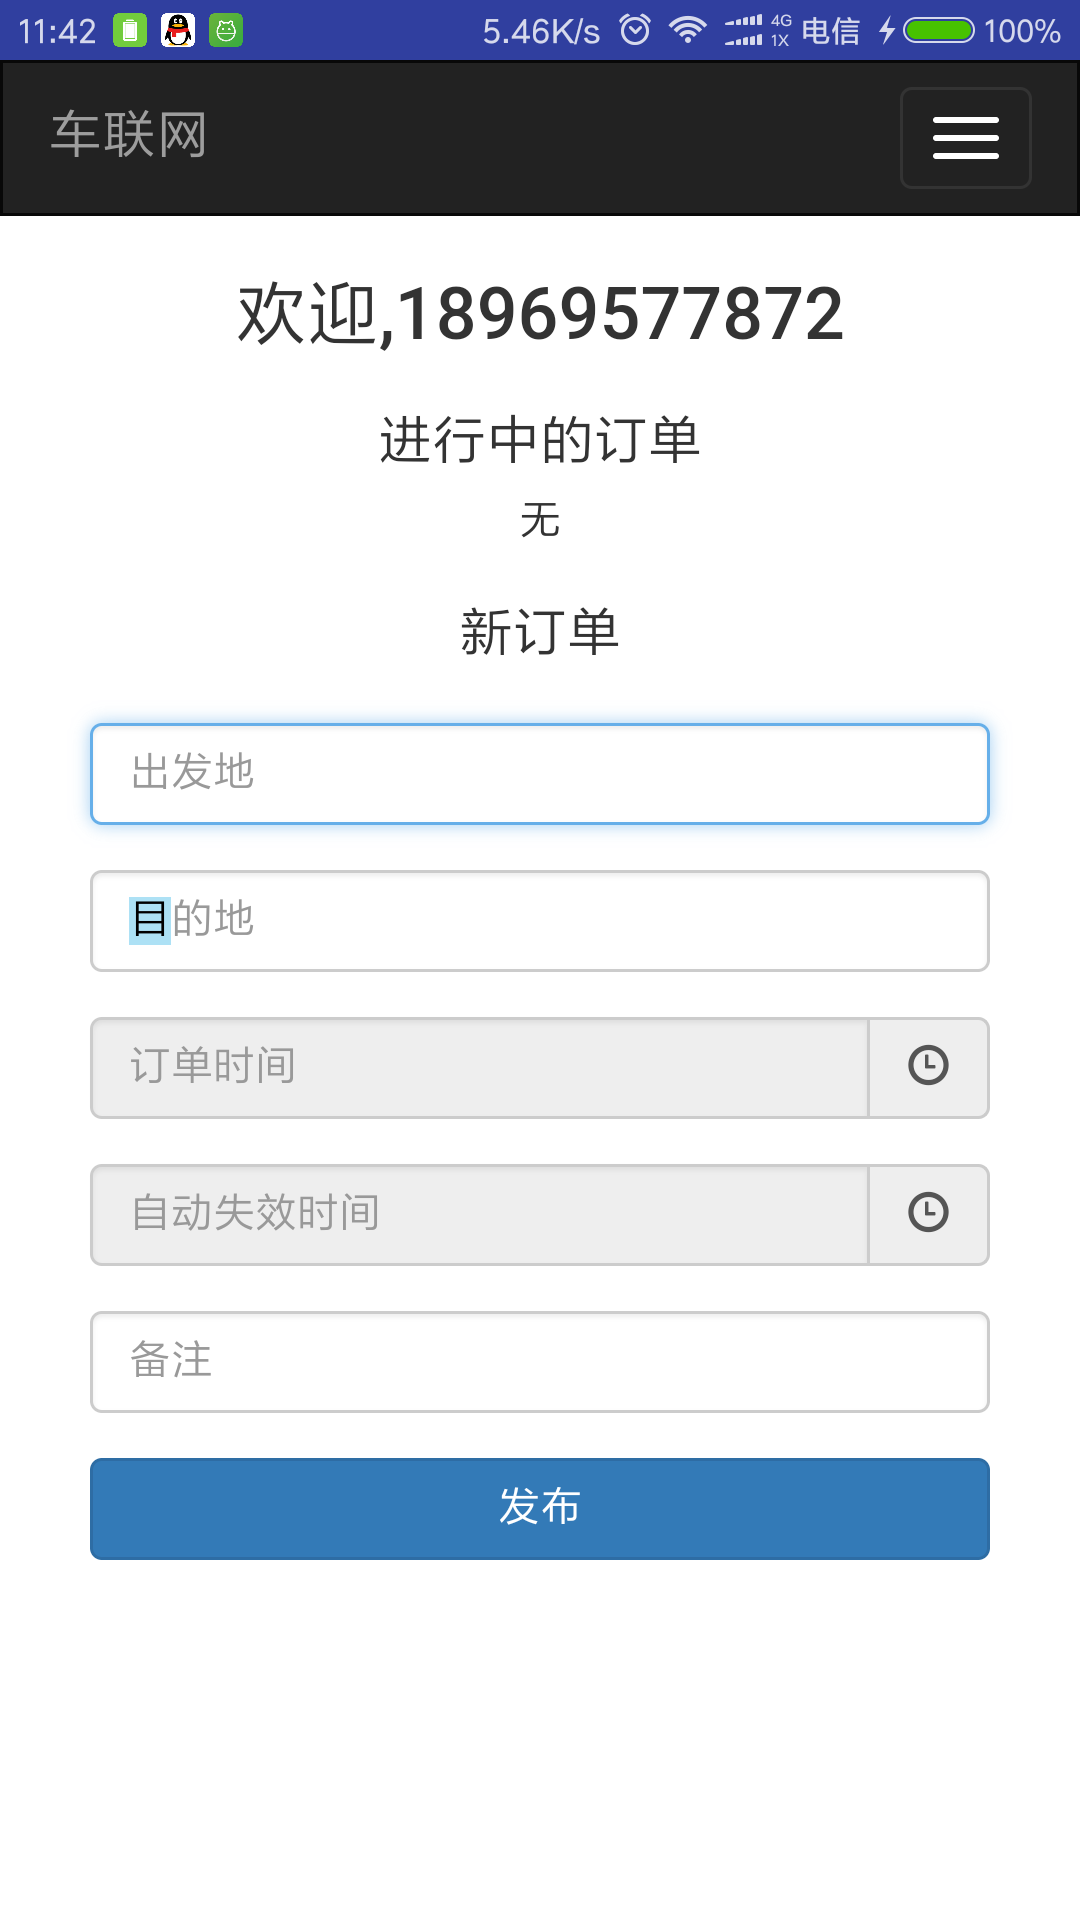 11:42 5.46K/s 4G 1X 电信 100%
车联网
欢迎,18969577872
进行中的订单
无
新订单
出发地
目的地
订单时间
自动失效时间
备注
发布